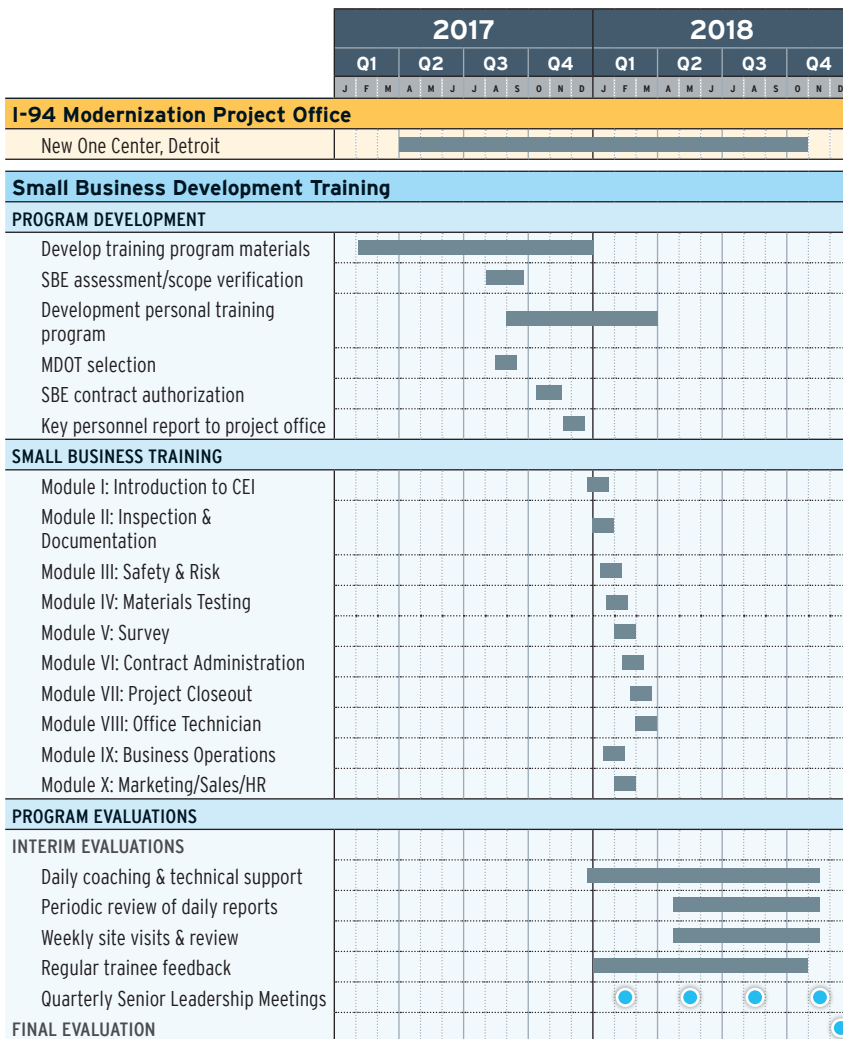 2017 2018
Q1 Q2 Q3 Q4 Q1 Q2 Q3 Q4
J F M A M J J A S O N D J F M A M J J A S O N D
I-94 Modernization Project Office
New One Center, Detroit
Small Business Development Training
PROGRAM DEVELOPMENT
Develop training program materials
SBE assessment/scope verification
Development personal training
program
MDOT selection
SBE contract authorization
Key personnel report to project office
SMALL BUSINESS TRAINING
Module I: Introduction to CEI
Module II: Inspection &
Documentation
Module III: Safety & Risk
Module IV: Materials Testing
Module V: Survey
Module VI: Contract Administration
Module VII: Project Closeout
Module VIII: Office Technician
Module IX: Business Operations
Module X: Marketing/Sales/HR
PROGRAM EVALUATIONS
INTERIM EVALUATIONS
Daily coaching & technical support
Periodic review of daily reports
Weekly site visits & review
Regular trainee feedback
Quarterly Senior Leadership Meetings
FINAL EVALUATION